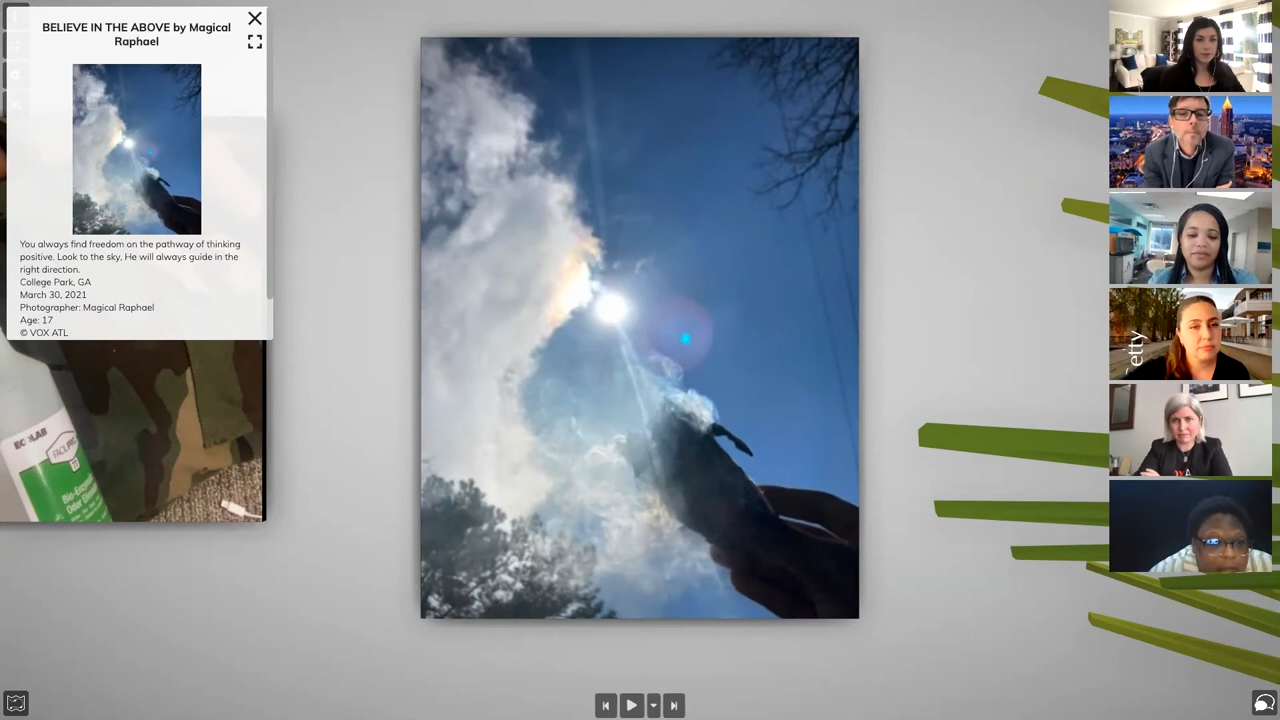 BELIEVE IN THE ABOVE by Magical
Raphael
You always find freedom on the pathway of thinking
positive. Look to the sky, He will always guide in the
right direction.
College Park, GA
March 30, 2021
Photographer: Magical Raphael
Age: 17
© VOX ATL
ECOLAB
Odor
etty